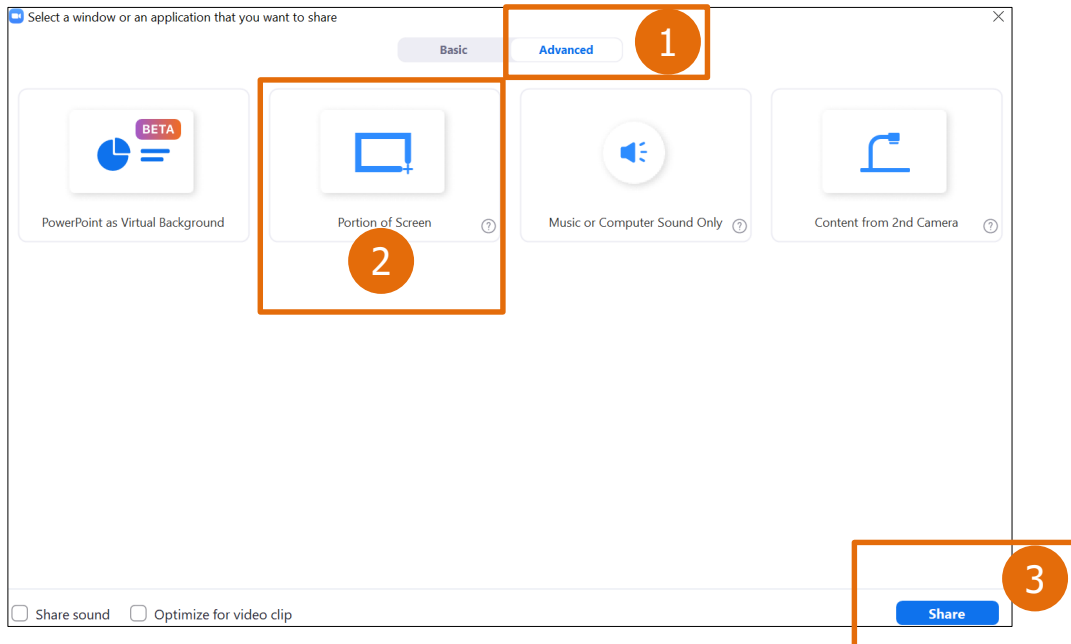 Select a window or an application that you want to share
Basic
Advanced
1
BETA
PowerPoint as Virtual Background
Portion of Screen
?
Music or Computer Sound Only
?
Content from 2nd Camera
?
2
3
Share sound
Optimize for video clip
Share